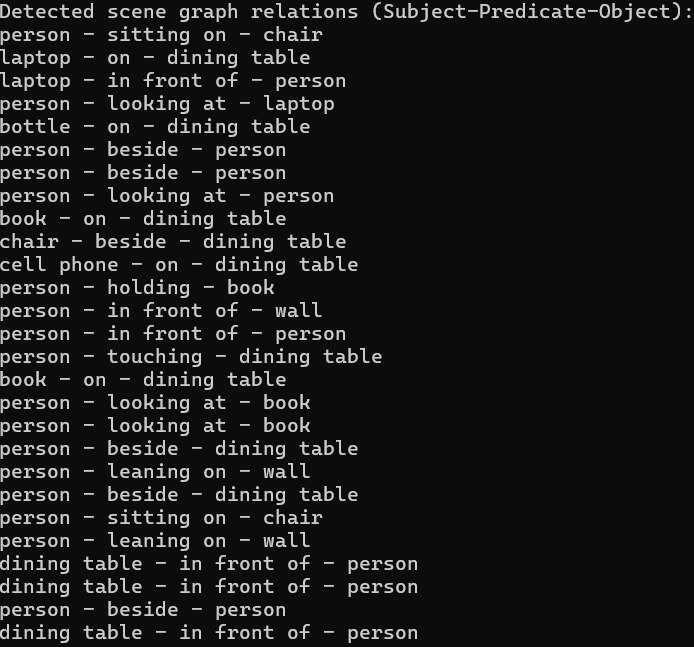 Detected scene graph relations (Subject-Predicate-Object):
person - sitting on - chair
laptop - on - dining table
laptop - in front of - person
person - looking at - laptop
bottle - on - dining table
person - beside - person
person - beside - person
person - looking at - person
book - on - dining table
chair - beside - dining table
cell phone - on - dining table
person - holding - book
person - in front of - wall
person - in front of - person
person - touching - dining table
book - on - dining table
person - looking at - book
person - looking at - book
person - beside - dining table
person - leaning on - wall
person - beside - dining table
person - sitting on - chair
person - leaning on - wall
dining table - in front of - person
dining table - in front of - person
person - beside - person
dining table - in front of - person